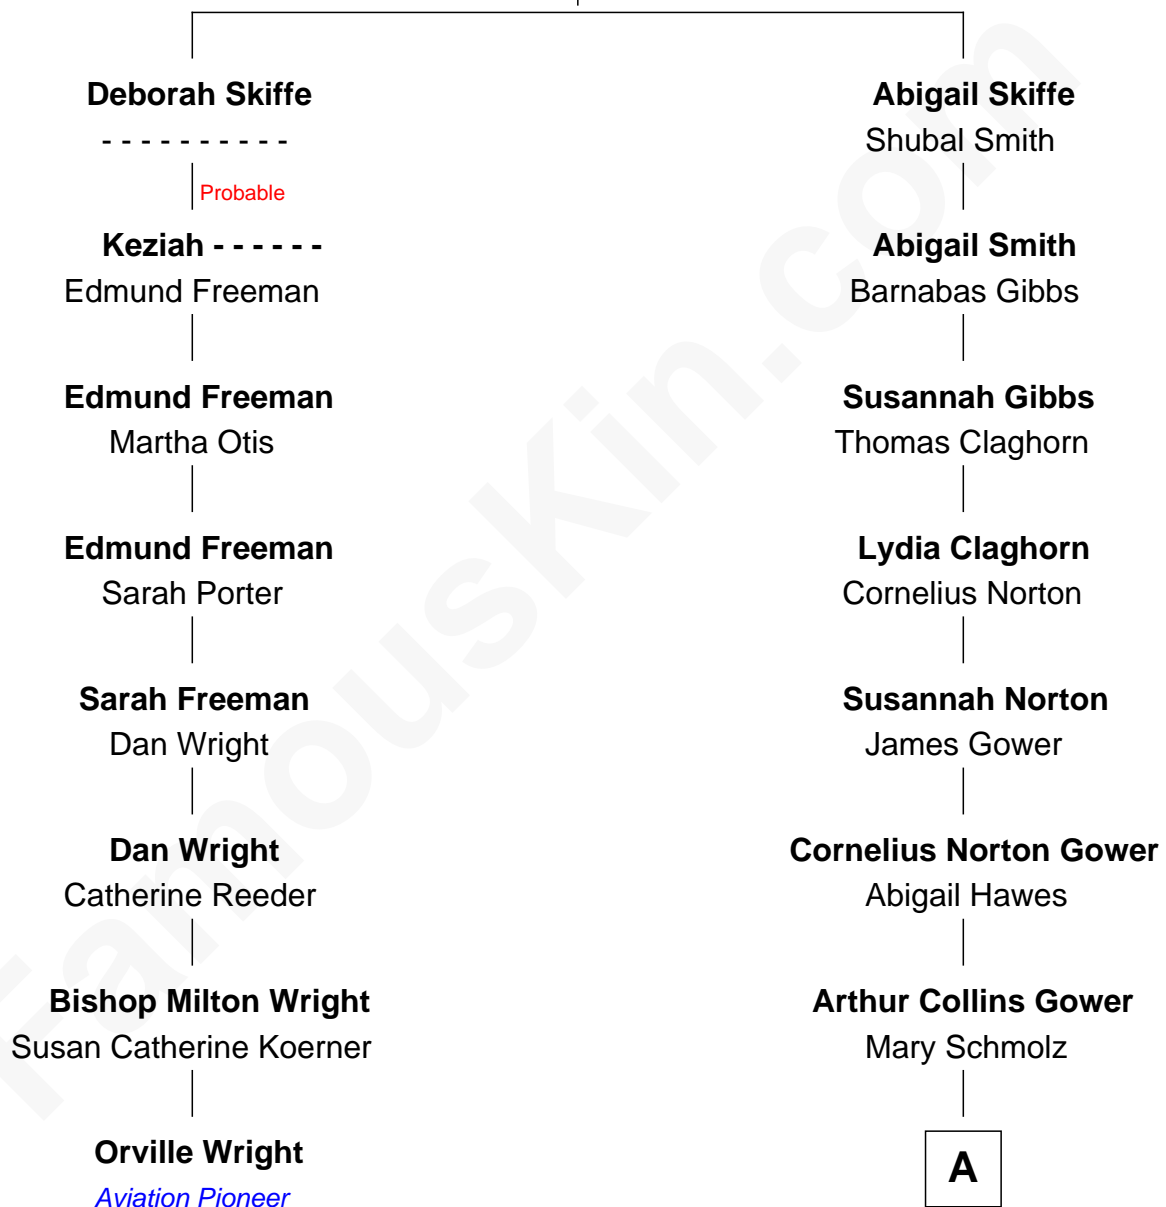 Deborah Skiffe
- - - - - - - - - -
Probable
Keziah - - - - - -
Edmund Freeman
Edmund Freeman
Martha Otis
Edmund Freeman
Sarah Porter
Sarah Freeman
Dan Wright
Dan Wright
Catherine Reeder
Bishop Milton Wright
Susan Catherine Koerner
Orville Wright
Aviation Pioneer
Abigail Skiffe
Shubal Smith
Abigail Smith
Barnabas Gibbs
Susannah Gibbs
Thomas Claghorn
Lydia Claghorn
Cornelius Norton
Susannah Norton
James Gower
Cornelius Norton Gower
Abigail Hawes
Arthur Collins Gower
Mary Schmolz
A
FamousKin.com